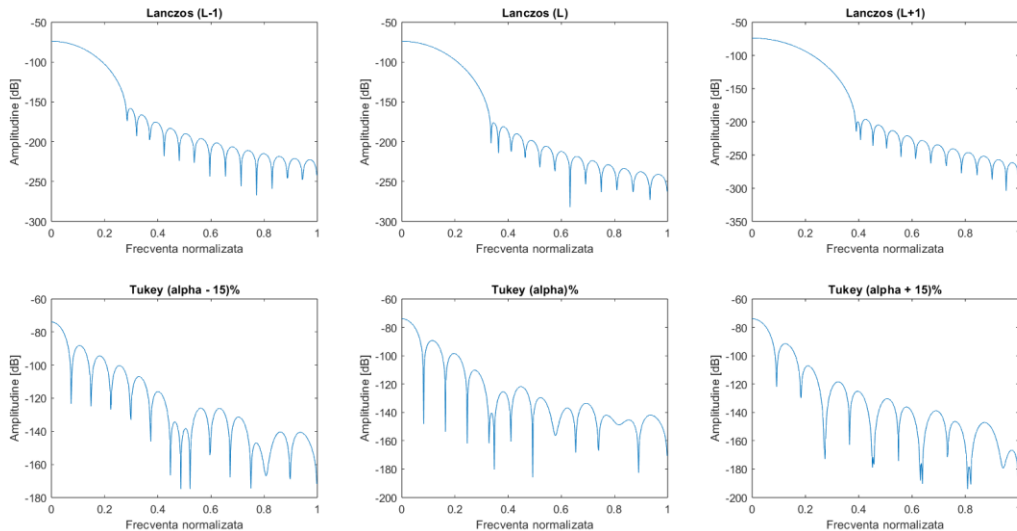 Lanczos (L-1)
Amplitudine [dB]
-50
-100
-150
-200
-250
-300
0 0.2 0.4 0.6 0.8 1
Frecventa normalizata
Lanczos (L)
Amplitudine [dB]
-50
-100
-150
-200
-250
-300
0 0.2 0.4 0.6 0.8 1
Frecventa normalizata
Lanczos (L+1)
Amplitudine [dB]
-50
-100
-150
-200
-250
-300
-350
0 0.2 0.4 0.6 0.8 1
Frecventa normalizata
Tukey (alpha - 15)%
Amplitudine [dB]
-60
-80
-100
-120
-140
-160
-180
0 0.2 0.4 0.6 0.8 1
Frecventa normalizata
Tukey (alpha)%
Amplitudine [dB]
-60
-80
-100
-120
-140
-160
-180
-200
0 0.2 0.4 0.6 0.8 1
Frecventa normalizata
Tukey (alpha + 15)%
Amplitudine [dB]
-60
-80
-100
-120
-140
-160
-180
-200
0 0.2 0.4 0.6 0.8
Frecventa normalizata